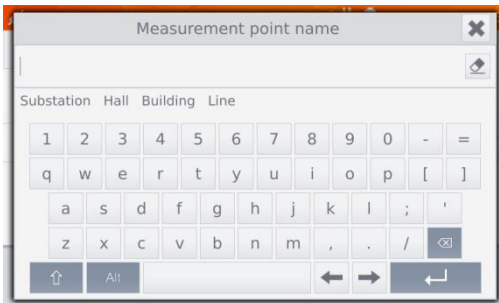 Measurement point name
Substation Hall Building Line
1 2 3 4 5 6 7 8 9 0 - =
q w e r t y u i o p [ ]
a s d f g h j k l ; '
z x c v b n m , . /
Alt